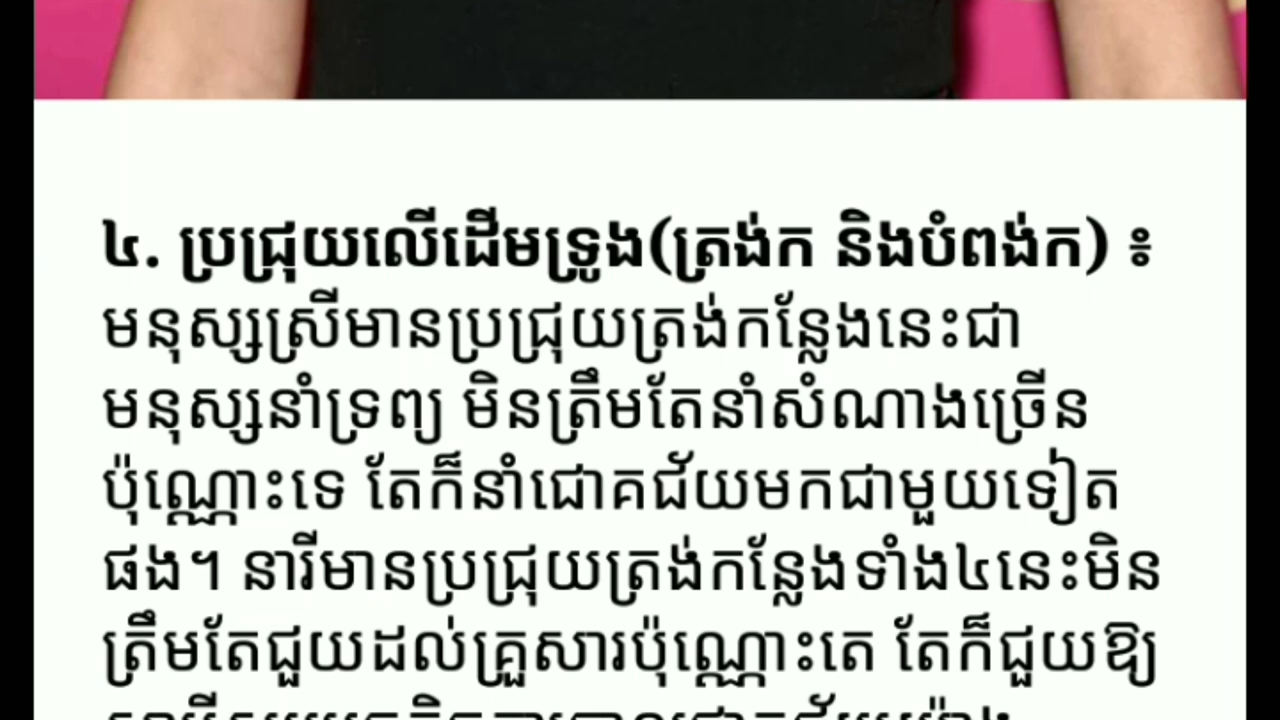 ៤. ប្រជ្រុយលើដើមទ្រូង(ត្រង់ក និងបំពង់ក) ៖
មនុស្សស្រីមានប្រជ្រុយត្រង់កន្លែងនេះជា
មនុស្សនាំទ្រព្យ មិនត្រឹមតែនាំសំណាងច្រើន
ប៉ុណ្ណោះទេ តែក៏នាំជោគជ័យមកជាមួយទៀត
ផង។ នារីមានប្រជ្រុយត្រង់កន្លែងទាំង៤នេះមិន
ត្រឹមតែជួយដល់គ្រួសារប៉ុណ្ណោះតេ តែក៏ជួយឱ្យ